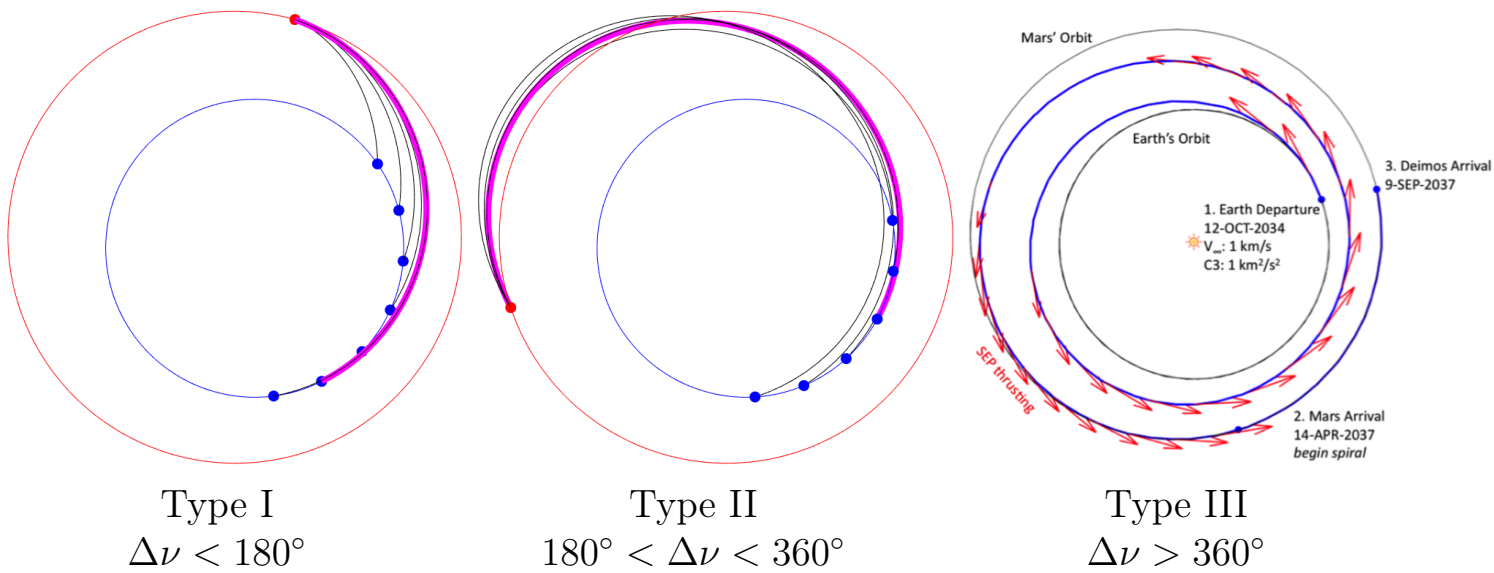 Mars' Orbit
Earth's Orbit
3. Deimos Arrival
9-SEP-2037
1. Earth Departure
12-OCT-2034
V∞: 1 km/s
C3: 1 km²/s²
SEP thrusting
2. Mars Arrival
14-APR-2037
begin spiral
Type I
Δν < 180°
Type II
180° < Δν < 360°
Type III
Δν > 360°